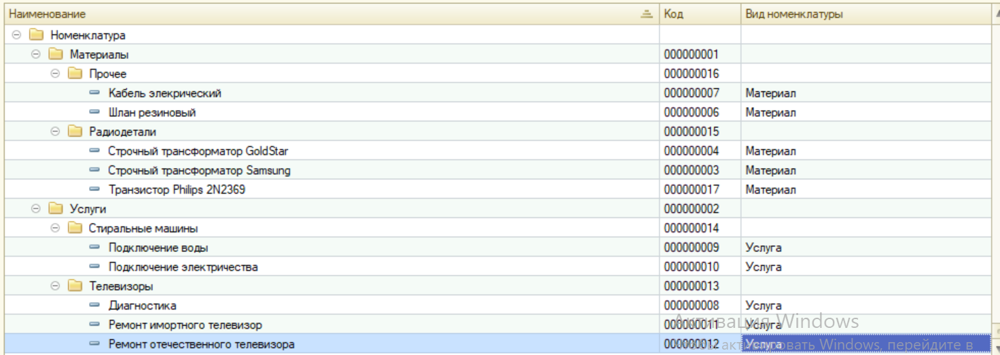 Наименование Код Вид номенклатуры
Номенклатура
Материалы 000000001
Прочее 000000016
Кабель элекрический 000000007 Материал
Шлан резиновый 000000006 Материал
Радиодетали 000000015
Строчный трансформатор GoldStar 000000004 Материал
Строчный трансформатор Samsung 000000003 Материал
Транзистор Philips 2N2369 000000017 Материал
Услуги 000000002
Стиральные машины 000000014
Подключение воды 000000009 Услуга
Подключение электричества 000000010 Услуга
Телевизоры 000000013
Диагностика 000000008 Услуга
Активация Windows
Ремонт имортного телевизор 000000011 Услуга
Ремонт отечественного телевизора 000000012 Услуга
Чтобы активировать Windows, перейдите в